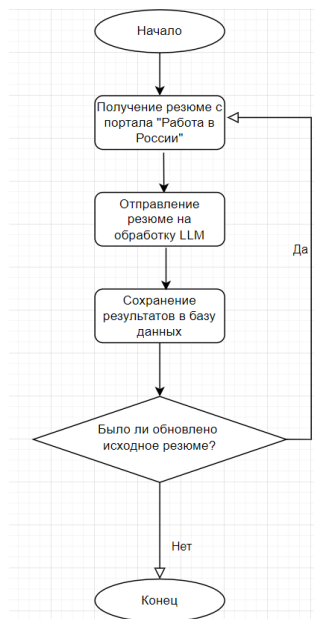 Начало
Получение резюме с
портала "Работа в
России"
Отправление
резюме на
обработку LLM
Да
Сохранение
результатов в базу
данных
Было ли обновлено
исходное резюме?
Нет
Конец